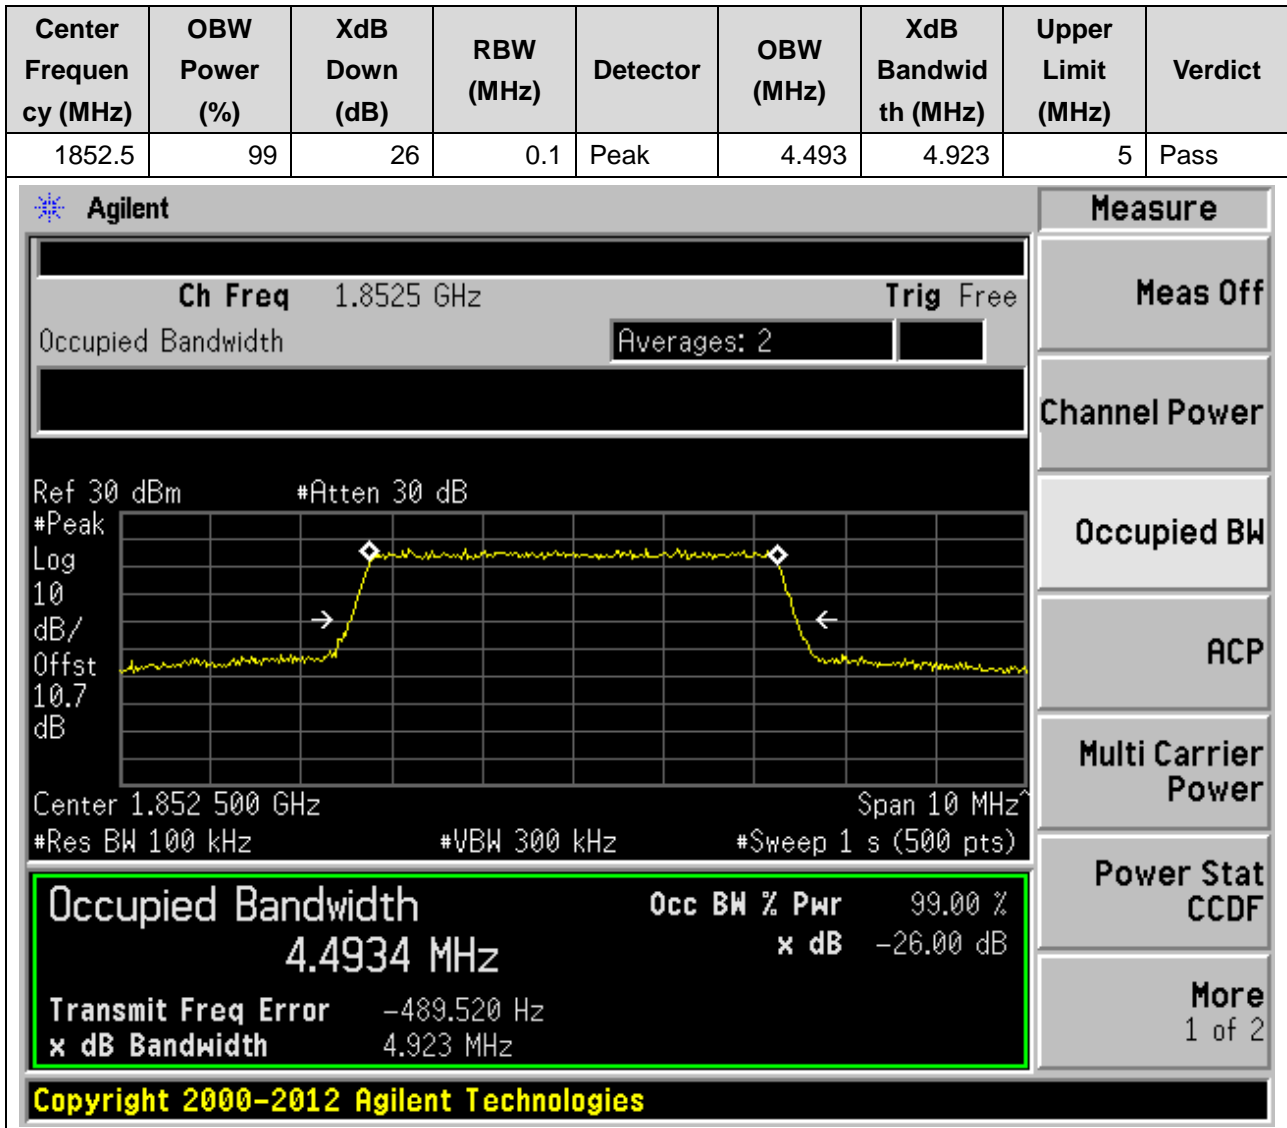 Center Frequen cy (MHz) OBW Power (%) XdB Down (dB) RBW (MHz) Detector OBW (MHz) XdB Bandwid th (MHz) Upper Limit (MHz) Verdict
1852.5 99 26 0.1 Peak 4.493 4.923 5 Pass
Agilent
Measure
Ch Freq 1.8525 GHz Trig Free
Meas Off
Occupied Bandwidth Averages: 2
Channel Power
Ref 30 dBm #Atten 30 dB
#Peak
Log
10
dB/
Offst
10.7
dB
Occupied BW
ACP
Multi Carrier
Power
Center 1.852 500 GHz Span 10 MHz^
#Res BW 100 kHz #VBW 300 kHz #Sweep 1 s (500 pts)
Power Stat
CCDF
Occupied Bandwidth Occ BW % Pwr 99.00 %
4.4934 MHz x dB -26.00 dB
Transmit Freq Error -489.520 Hz
x dB Bandwidth 4.923 MHz
More
1 of 2
Copyright 2000-2012 Agilent Technologies